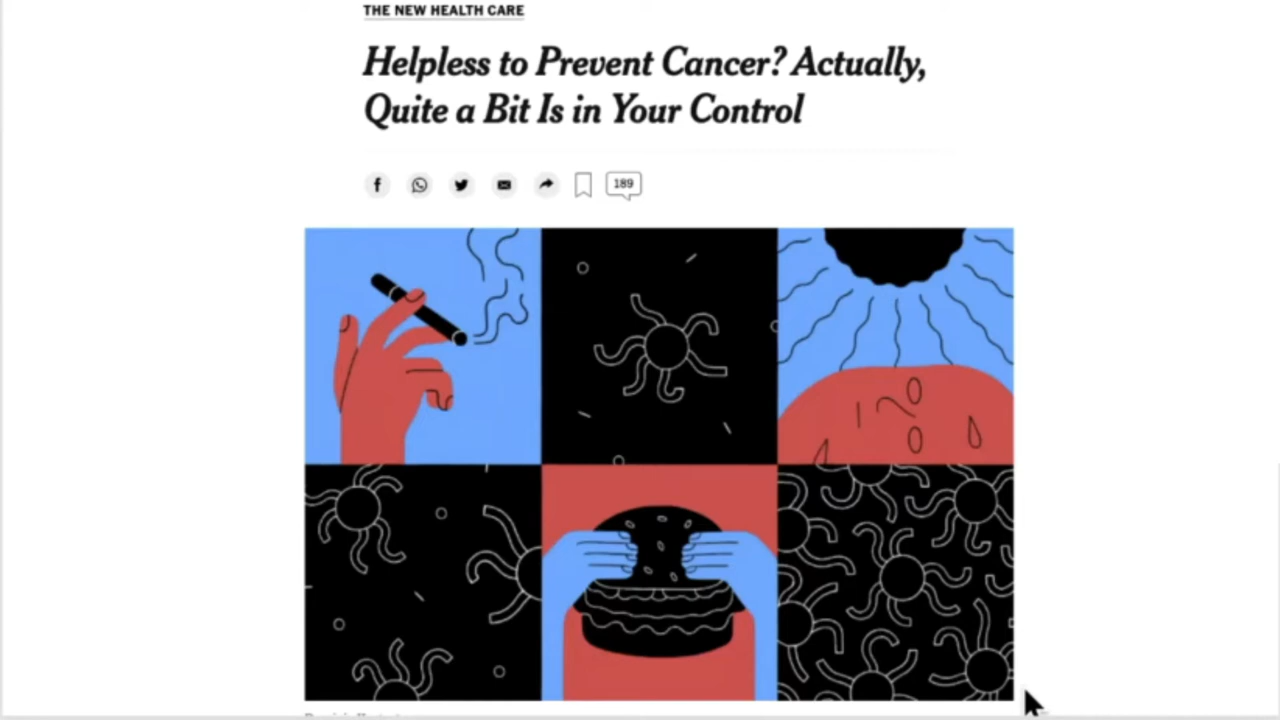 THE NEW HEALTH CARE
Helpless to Prevent Cancer? Actually,
Quite a Bit Is in Your Control
189